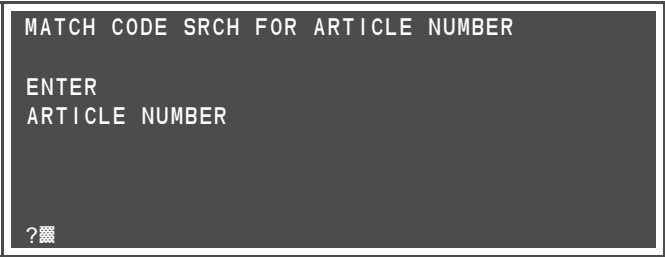 MATCH CODE SRCH FOR ARTICLE NUMBER
ENTER
ARTICLE NUMBER
?